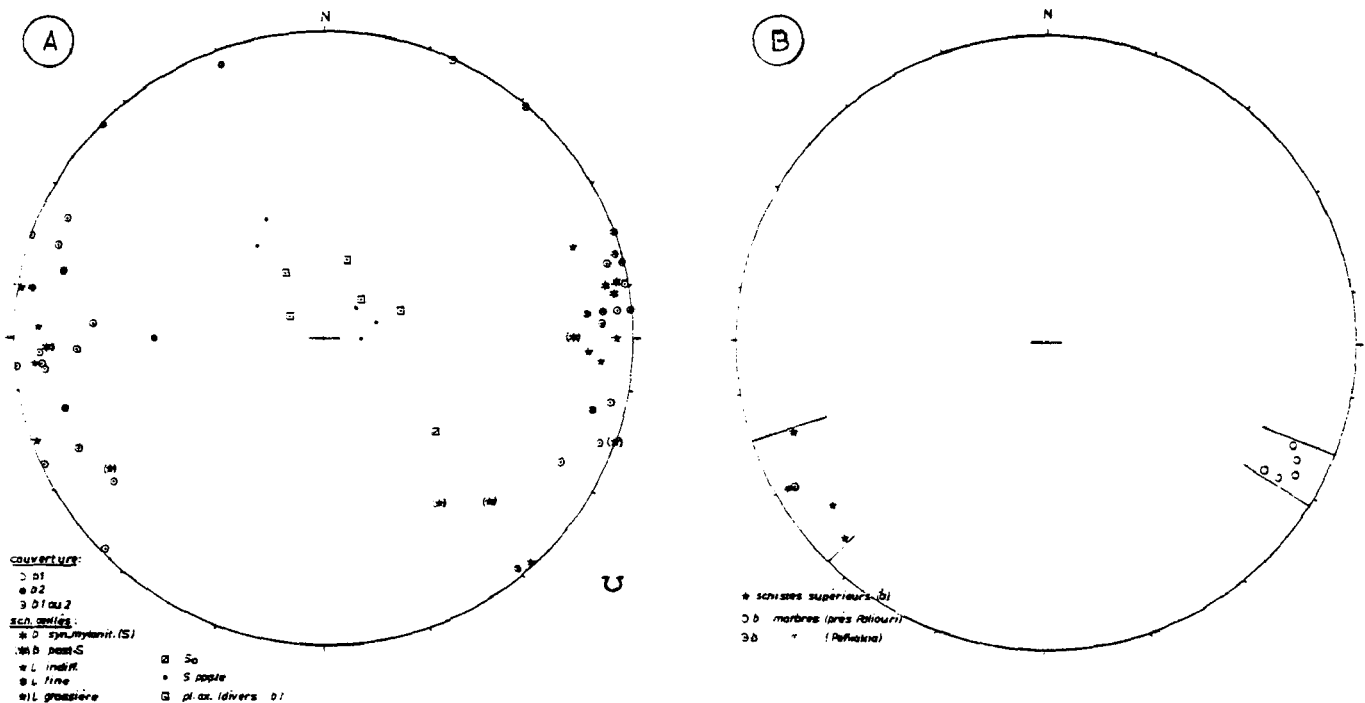 A
N
B
N
couverture:
b1
b2
b1 ou 2
sch. œillés:
b syn. mylonit. (S)
b post-S
L indiff.
L fine
L grossière
S₀
S pople
pl. ax. (divers b)
schistes supérieurs (b)
b marbres (près Paliouri)
b " (Pefkakia)